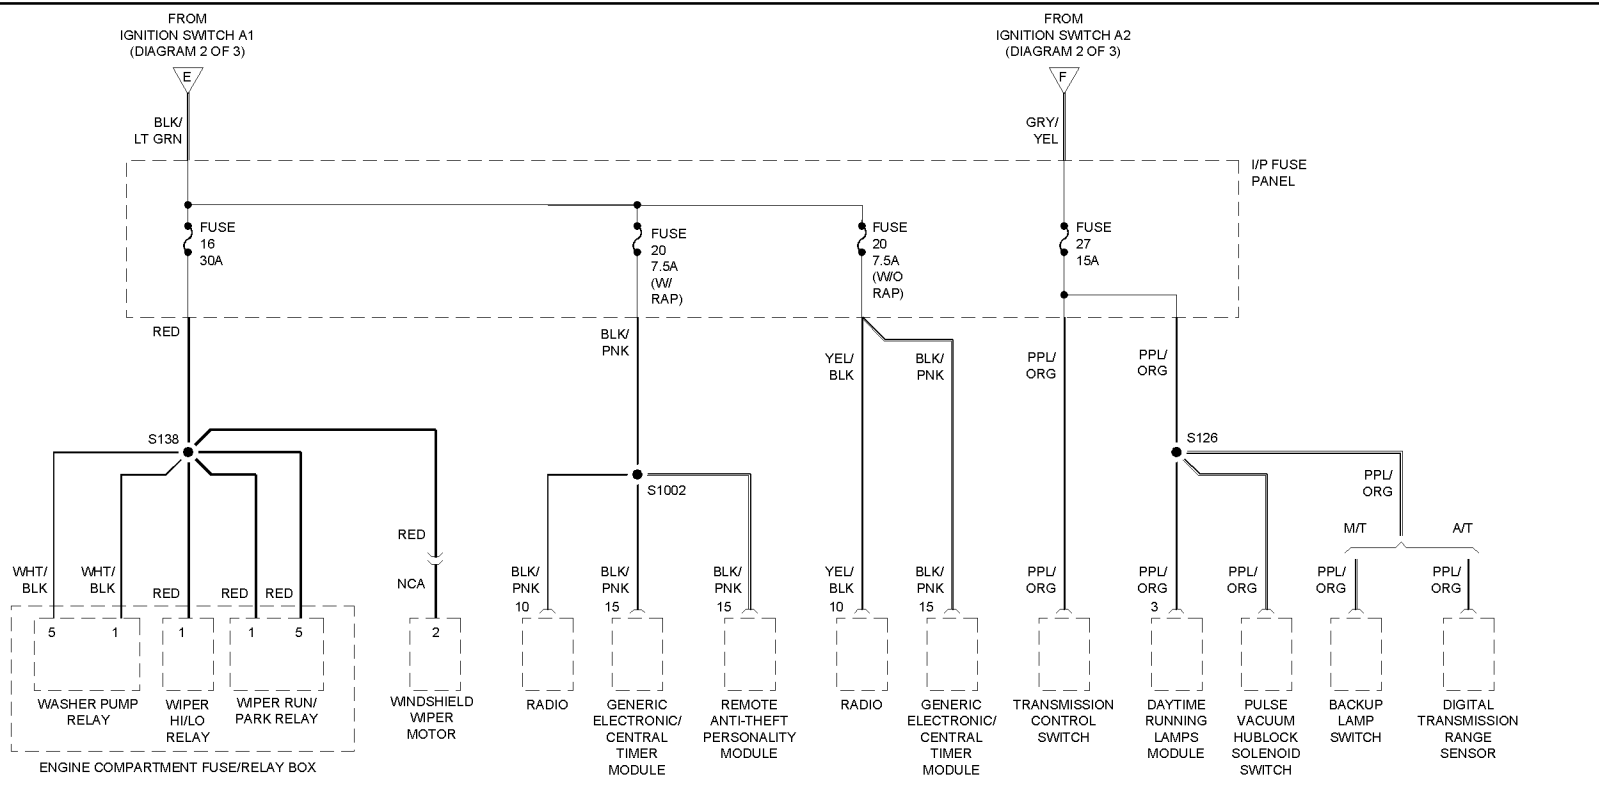 FROM
IGNITION SWITCH A1
(DIAGRAM 2 OF 3)
E
BLK/
LT GRN
FROM
IGNITION SWITCH A2
(DIAGRAM 2 OF 3)
F
GRY/
YEL
I/P FUSE
PANEL
FUSE
16
30A
FUSE
20
7.5A
(W/
RAP)
FUSE
20
7.5A
(W/O
RAP)
FUSE
27
15A
RED
BLK/
PNK
YEL/
BLK
BLK/
PNK
PPL/
ORG
PPL/
ORG
S138
S1002
S126
PPL/
ORG
M/T
A/T
RED
NCA
WHT/
BLK
WHT/
BLK
RED
RED
RED
BLK/
PNK
10
BLK/
PNK
15
BLK/
PNK
15
YEL/
BLK
10
BLK/
PNK
15
PPL/
ORG
PPL/
ORG
3
PPL/
ORG
PPL/
ORG
PPL/
ORG
5
1
1
1
5
2
WASHER PUMP
RELAY
WIPER
HI/LO
RELAY
WIPER RUN/
PARK RELAY
WINDSHIELD
WIPER
MOTOR
RADIO
GENERIC
ELECTRONIC/
CENTRAL
TIMER
MODULE
REMOTE
ANTI-THEFT
PERSONALITY
MODULE
RADIO
GENERIC
ELECTRONIC/
CENTRAL
TIMER
MODULE
TRANSMISSION
CONTROL
SWITCH
DAYTIME
RUNNING
LAMPS
MODULE
PULSE
VACUUM
HUBLOCK
SOLENOID
SWITCH
BACKUP
LAMP
SWITCH
DIGITAL
TRANSMISSION
RANGE
SENSOR
ENGINE COMPARTMENT FUSE/RELAY BOX